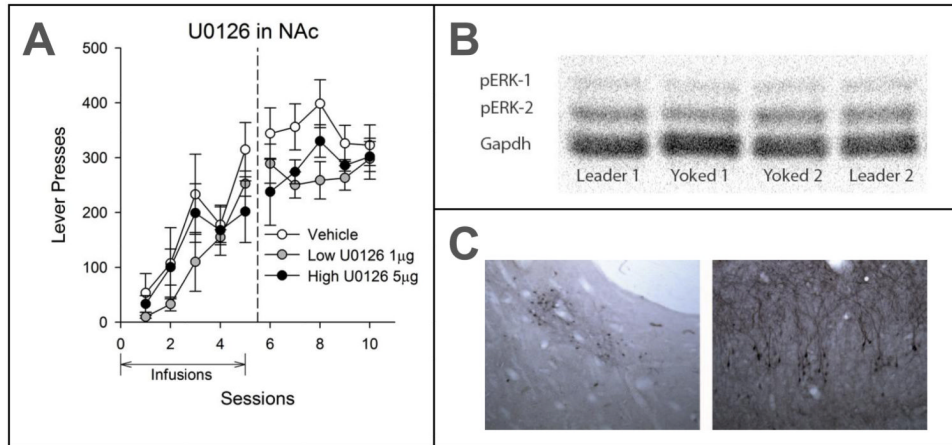 A
U0126 in NAc
500
400
300
200
100
0
Lever Presses
Vehicle
Low U0126 1μg
High U0126 5μg
0 2 4 6 8 10
Infusions
Sessions
B
pERK-1
pERK-2
Gapdh
Leader 1 Yoked 1 Yoked 2 Leader 2
C